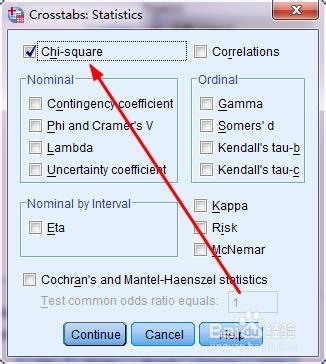 Crosstabs: Statistics
Chi-square
Correlations
Nominal
Contingency coefficient
Phi and Cramer's V
Lambda
Uncertainty coefficient
Ordinal
Gamma
Somers' d
Kendall's tau-b
Kendall's tau-c
Nominal by Interval
Eta
Kappa
Risk
McNemar
Cochran's and Mantel-Haenszel statistics
Test common odds ratio equals: 1
Continue Cancel Help